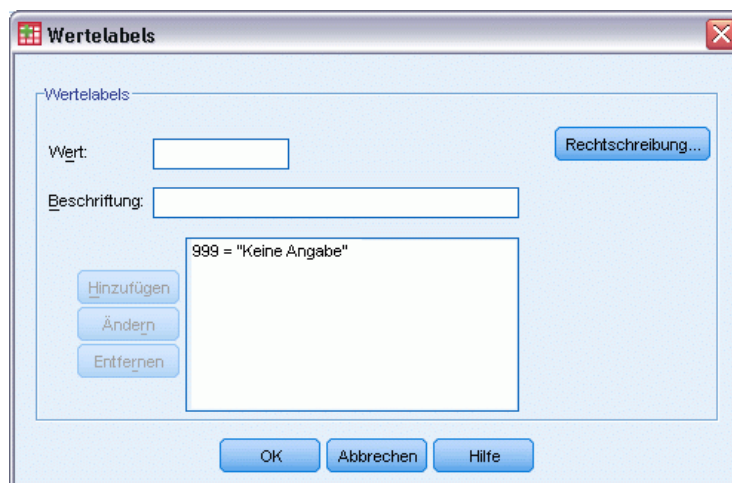 Wertelabels
Wertelabels
Wert:
Rechtschreibung...
Beschriftung:
999 = "Keine Angabe"
Hinzufügen
Ändern
Entfernen
OK Abbrechen Hilfe